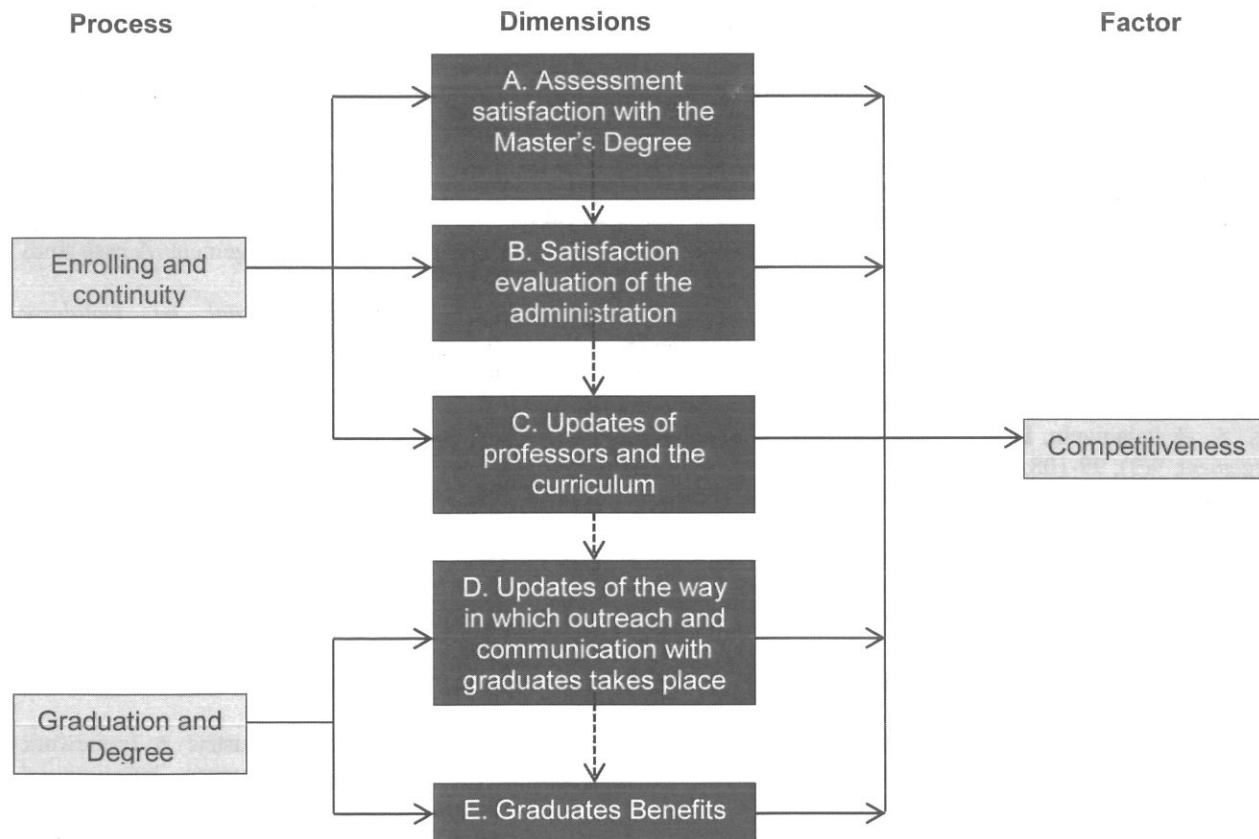 Process
Dimensions
Factor
A. Assessment
satisfaction with the
Master's Degree
B. Satisfaction
evaluation of the
administration
Enrolling and
continuity
C. Updates of
professors and the
curriculum
Competitiveness
D. Updates of the way
in which outreach and
communication with
graduates takes place
Graduation and
Degree
E. Graduates Benefits